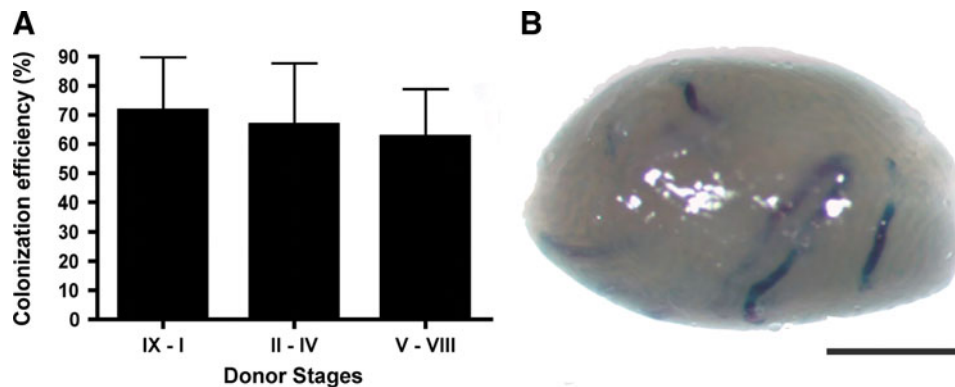 A
B
Colonization efficiency (%)
90
80
70
60
50
40
30
20
10
0
IX - I
II - IV
V - VIII
Donor Stages